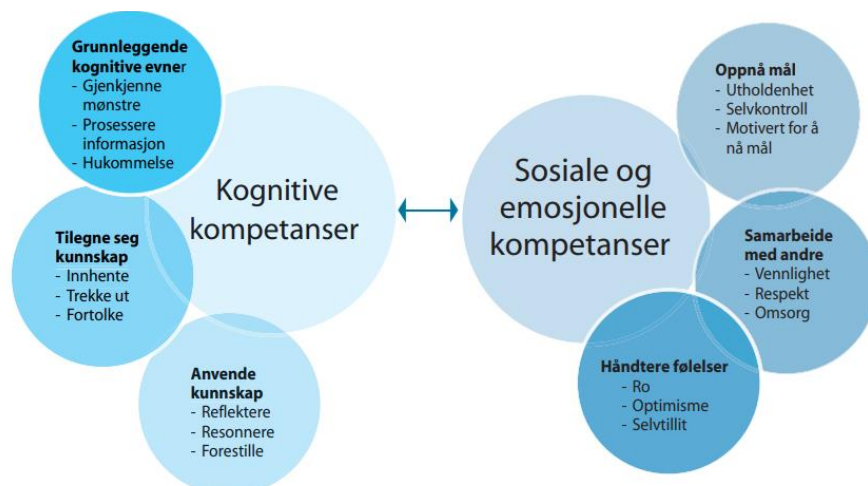 Grunnleggende
kognitive evner
- Gjenkjenne
mønstre
- Prosessere
informasjon
- Hukommelse
Kognitive
kompetanser
Tilegne seg
kunnskap
- Innhente
- Trekke ut
- Fortolke
Anvende
kunnskap
- Reflektere
- Resonnere
- Forestille
Sosiale og
emosjonelle
kompetanser
Oppnå mål
- Utholdenhet
- Selvkontroll
- Motivert for å
nå mål
Samarbeide
med andre
- Vennlighet
- Respekt
- Omsorg
Håndtere følelser
- Ro
- Optimisme
- Selvtillit